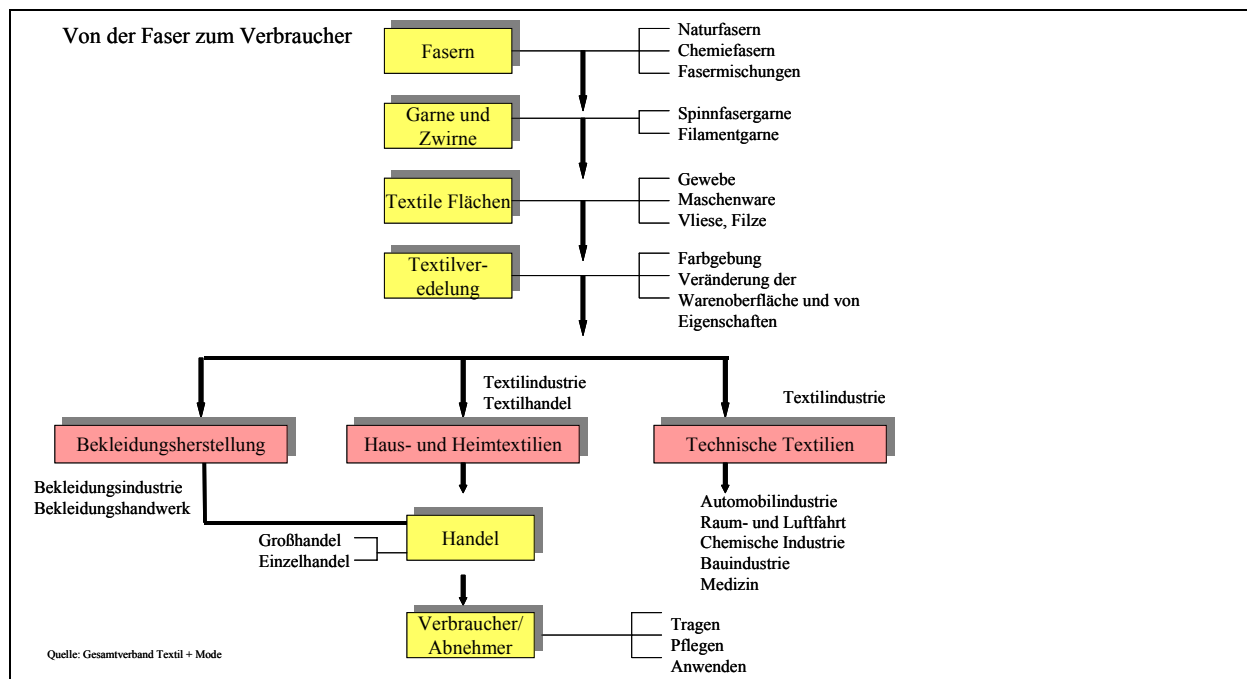 Von der Faser zum Verbraucher
Fasern
Naturfasern
Chemiefasern
Fasermischungen
Garne und
Zwirne
Spinnfasergarne
Filamentgarne
Textile Flächen
Gewebe
Maschenware
Vliese, Filze
Textilver-
edelung
Farbgebung
Veränderung der
Warenoberfläche und von
Eigenschaften
Textilindustrie
Textilhandel
Textilindustrie
Bekleidungsherstellung
Haus- und Heimtextilien
Technische Textilien
Bekleidungsindustrie
Bekleidungshandwerk
Automobilindustrie
Raum- und Luftfahrt
Chemische Industrie
Bauindustrie
Medizin
Großhandel
Einzelhandel
Handel
Verbraucher/
Abnehmer
Tragen
Pflegen
Anwenden
Quelle: Gesamtverband Textil + Mode